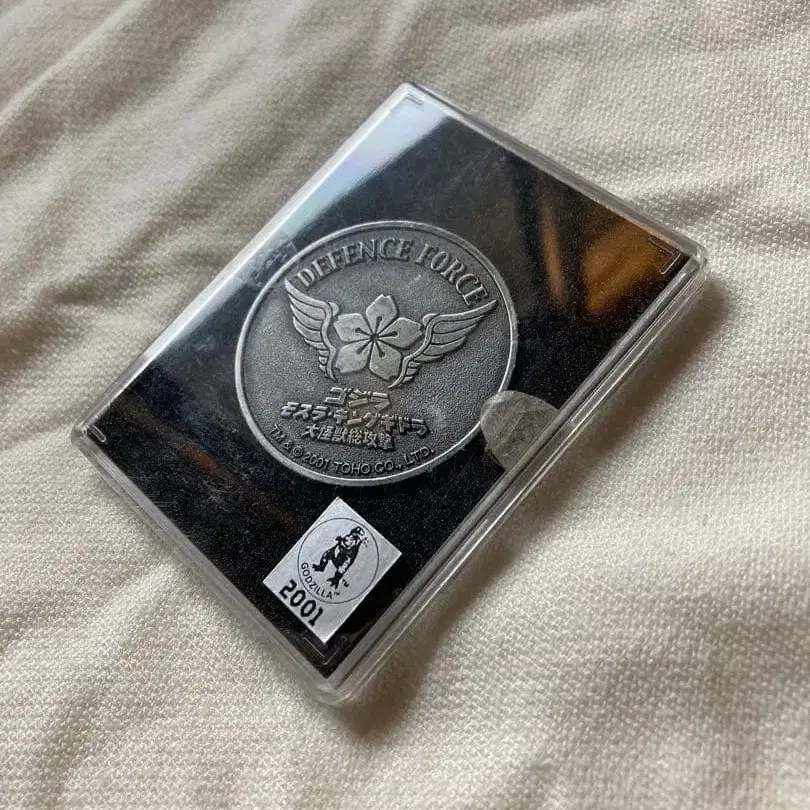 DEFENCE FORCE
ゴジラ
モスラ・キングギドラ
大怪獣総攻撃
TM & © 2001 TOHO CO., LTD.
GODZILLA™
2001